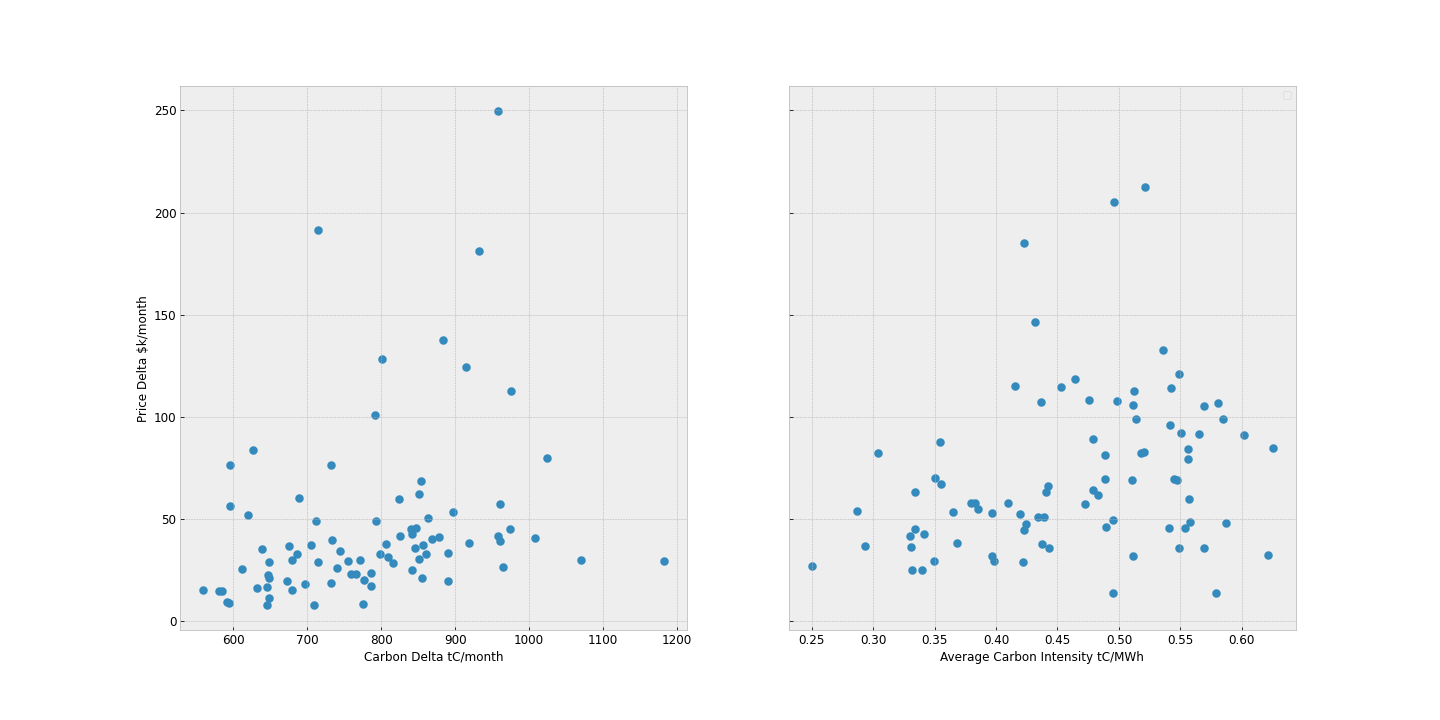 250
200
150
100
50
0
Price Delta $k/month
600 700 800 900 1000 1100 1200
Carbon Delta tC/month
0.25 0.30 0.35 0.40 0.45 0.50 0.55 0.60
Average Carbon Intensity tC/MWh